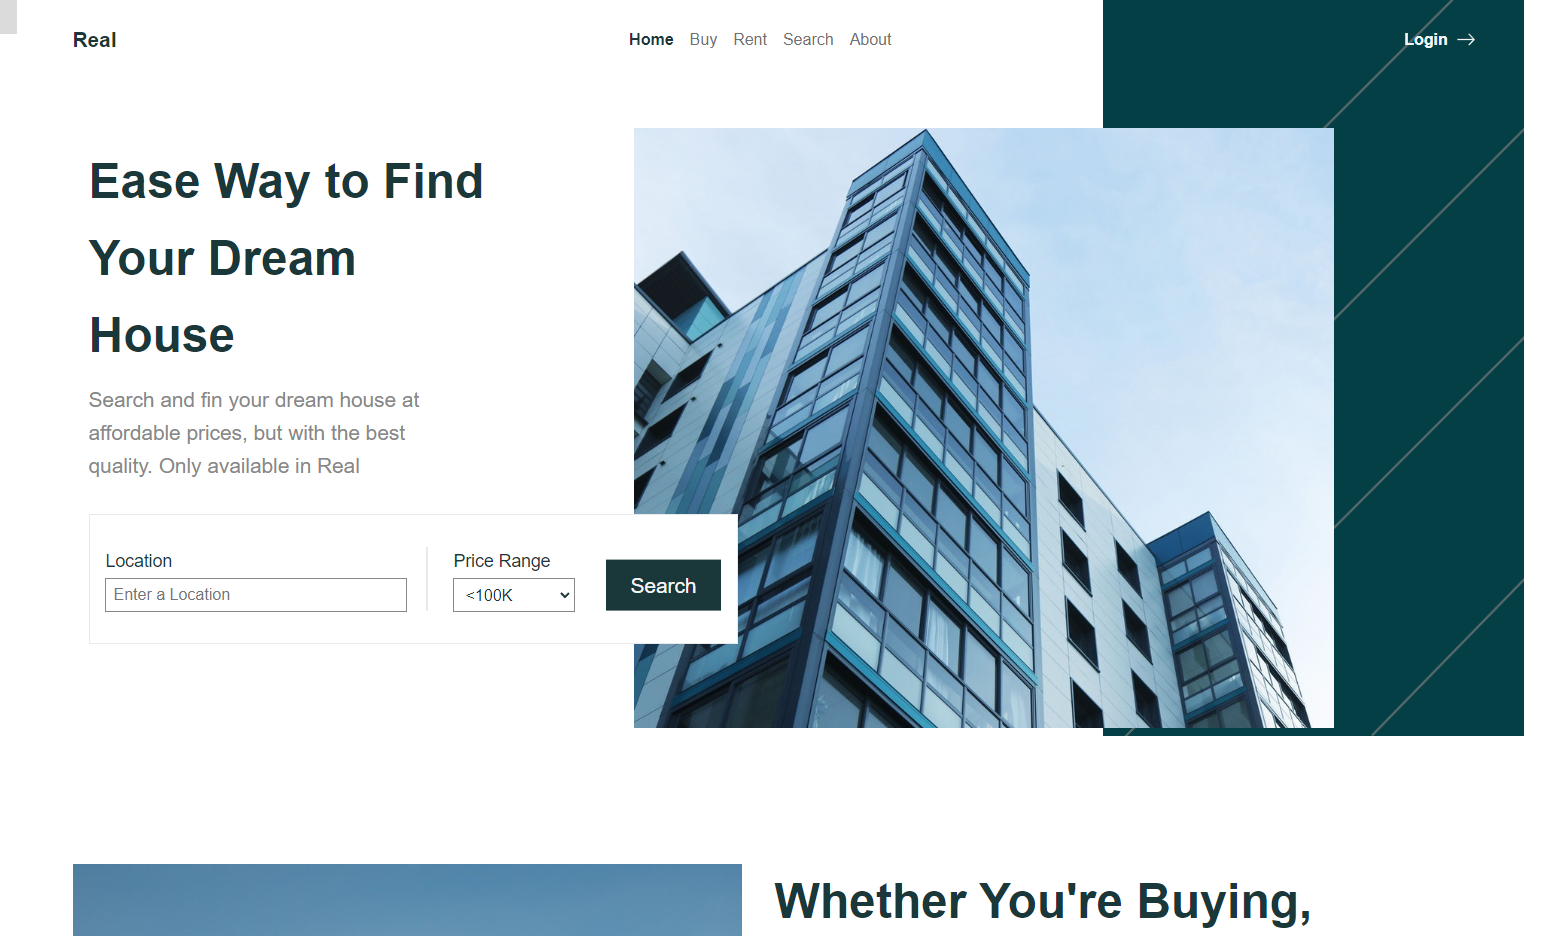 Real
Home Buy Rent Search About
Login
Ease Way to Find
Your Dream
House
Search and fin your dream house at
affordable prices, but with the best
quality. Only available in Real
Location
Enter a Location
Price Range
<100K
Search
Whether You're Buying,